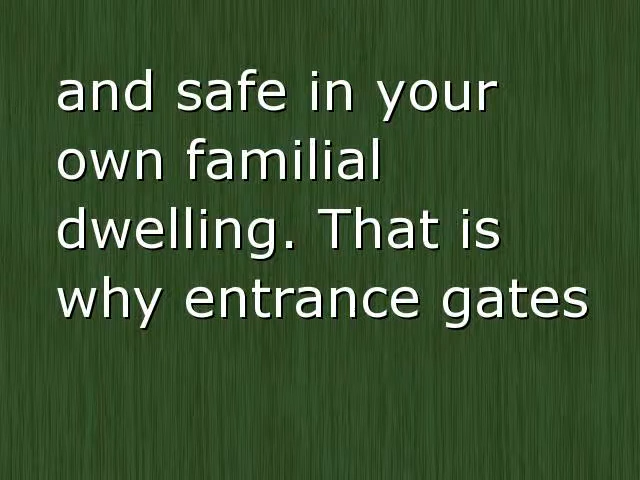 and safe in your
own familial
dwelling. That is
why entrance gates